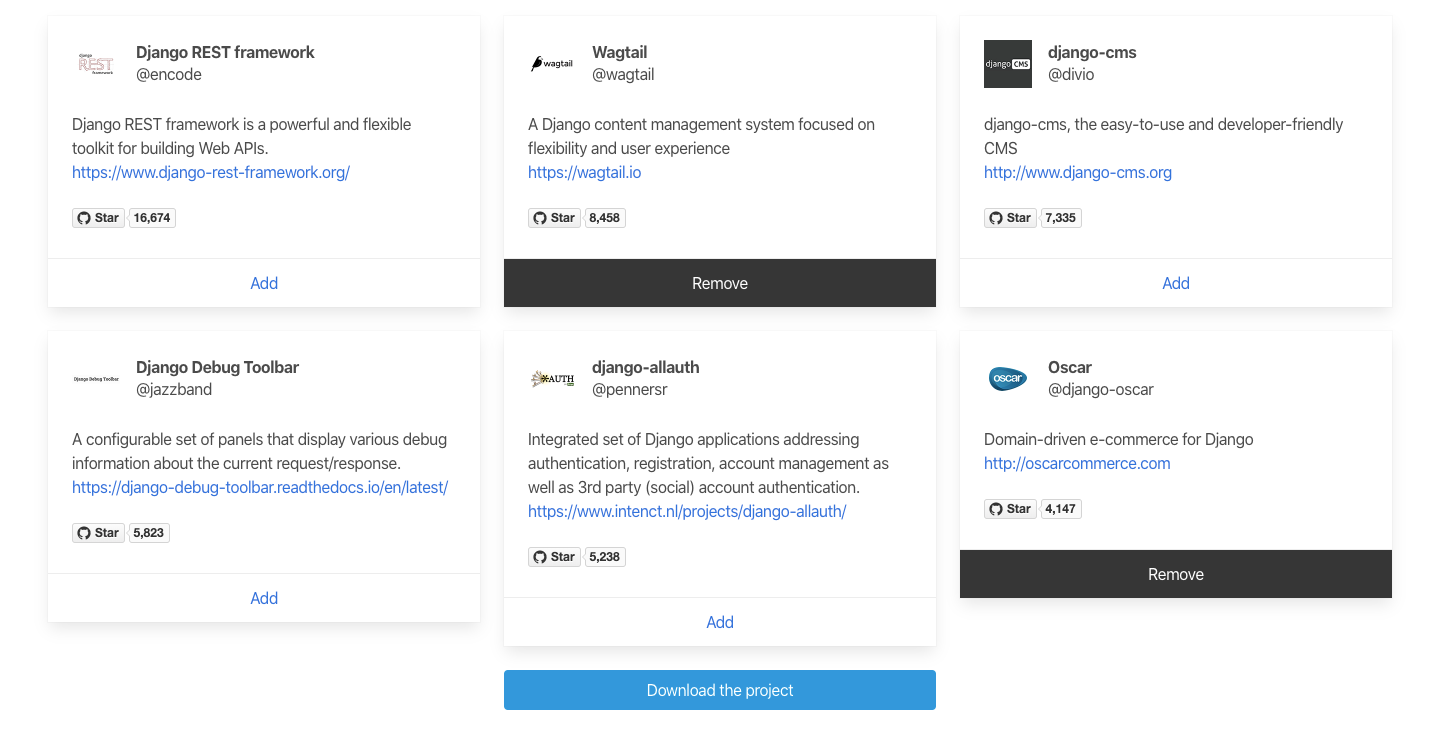 django
REST
framework
Django REST framework
@encode
Django REST framework is a powerful and flexible
toolkit for building Web APIs.
https://www.django-rest-framework.org/
Star 16,674
Add
wagtail
Wagtail
@wagtail
A Django content management system focused on
flexibility and user experience
https://wagtail.io
Star 8,458
Remove
django CMS
django-cms
@divio
django-cms, the easy-to-use and developer-friendly
CMS
http://www.django-cms.org
Star 7,335
Add
Django Debug Toolbar
Django Debug Toolbar
@jazzband
A configurable set of panels that display various debug
information about the current request/response.
https://django-debug-toolbar.readthedocs.io/en/latest/
Star 5,823
Add
AUTH
django-allauth
@pennersr
Integrated set of Django applications addressing
authentication, registration, account management as
well as 3rd party (social) account authentication.
https://www.intenct.nl/projects/django-allauth/
Star 5,238
Add
oscar
Oscar
@django-oscar
Domain-driven e-commerce for Django
http://oscarcommerce.com
Star 4,147
Remove
Download the project